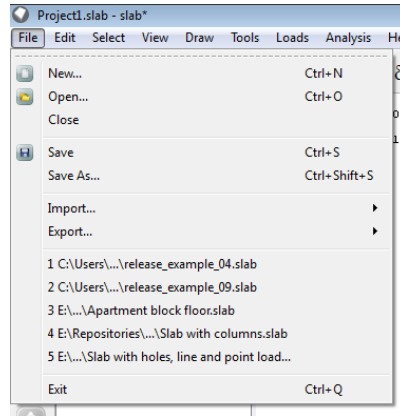 Project1.slab - slab*
File Edit Select View Draw Tools Loads Analysis
New... Ctrl+N
Open... Ctrl+O
Close
Save Ctrl+S
Save As... Ctrl+Shift+S
Import...
Export...
1 C:\Users\...\release_example_04.slab
2 C:\Users\...\release_example_09.slab
3 E:\...\Apartment block floor.slab
4 E:\Repositories\...\Slab with columns.slab
5 E:\...\Slab with holes, line and point load...
Exit Ctrl+Q